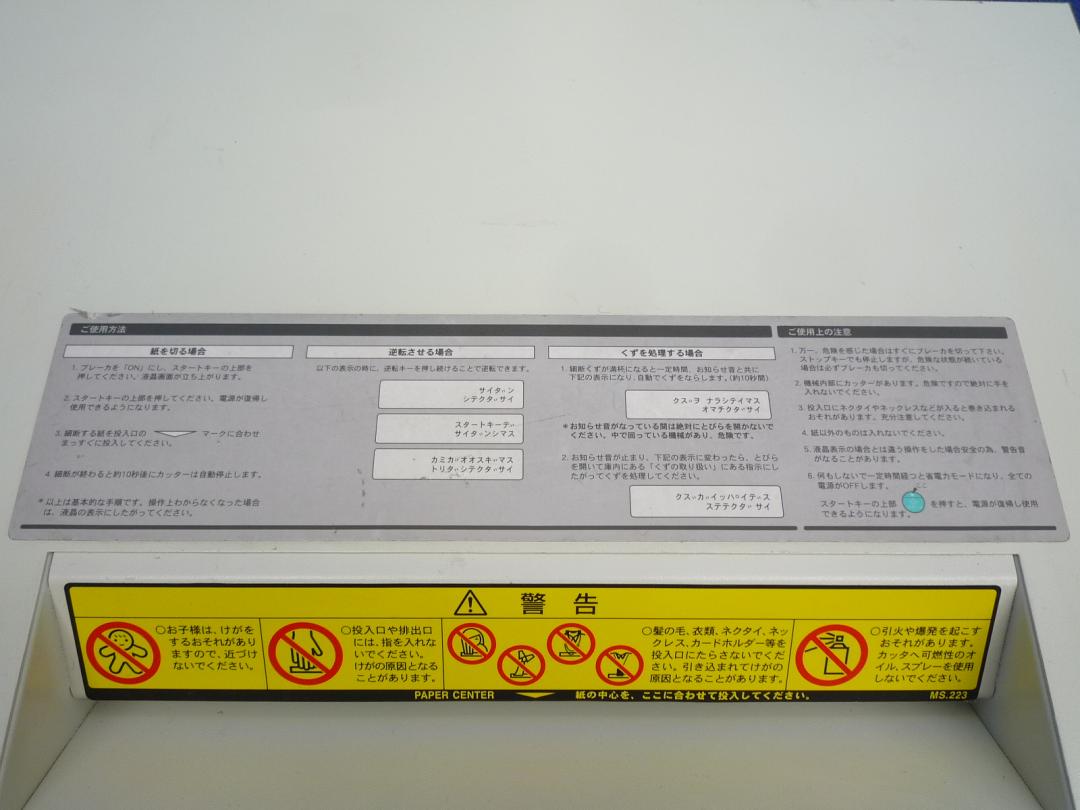 ご使用方法
紙を切る場合
1. ブレーカを「ON」にし、スタートキーの上部を
押してください。液晶画面が立ち上がります。
2. スタートキーの上部を押してください。電源が復帰し
使用できるようになります。
3. 細断する紙を投入口の マークに合わせ
まっすぐに投入してください。
4. 細断が終わると約10秒後にカッターは自動停止します。
＊以上は基本的な手順です。操作上わからなくなった場合
は、液晶の表示にしたがってください。
逆転させる場合
以下の表示の時に、逆転キーを押し続けることで逆転できます。
サイダンシ
シテクダサイ
スタートキーデ
サイダンシマス
カミガオオスギマス
トリダシテクダサイ
くずを処理する場合
1. 細断くずが満杯になると一定時間、お知らせ音と共に
下記の表示になり、自動でくずをならします。(約10秒間)
クズヲ ナラシテイマス
オマチクダサイ
＊お知らせ音がなっている間は絶対にとびらを開かないで
ください。中で回っている機械があり、危険です。
2. お知らせ音が止まり、下記の表示に変わったら、とびら
を開いて庫内にある「くずの取り扱い」にある指示にし
たがってくずを処理してください。
クズガイッパイデス
ステテクダサイ
ご使用上の注意
1. 万一、危険を感じた場合はすぐにブレーカを切って下さい。
ストップキーでも停止しますが、危険な状態が続いている
場合は必ずブレーカも切ってください。
2. 機械内部にカッターがあります。危険ですので絶対に手を
入れないでください。
3. 投入口にネクタイやネックレスなどが入ると巻き込まれる
おそれがあります。充分注意してください。
4. 紙以外のものは入れないでください。
5. 液晶表示の場合とは違う操作をした場合安全の為、警告音
がなることがあります。
6. 何もしないで一定時間経つと省電力モードになり、全ての
電源がOFFします。
スタートキーの上部 を押すと、電源が復帰し使用
できるようになります。
警告
○お子様は、けがを
するおそれがあり
ますので、近づけ
ないでください。
○投入口や排出口
には、指を入れな
いでください。
けがの原因となる
ことがあります。
○髪の毛、衣類、ネクタイ、ネッ
クレス、カードホルダー等を
投入口にたらさないでくだ
さい。引き込まれてけがの
原因となることがあります。
○引火や爆発を起こす
おそれがあります。
カッタへ可燃性のオ
イル、スプレーを使用
しないでください。
PAPER CENTER 紙の中心を、ここに合わせて投入してください。 MS.223